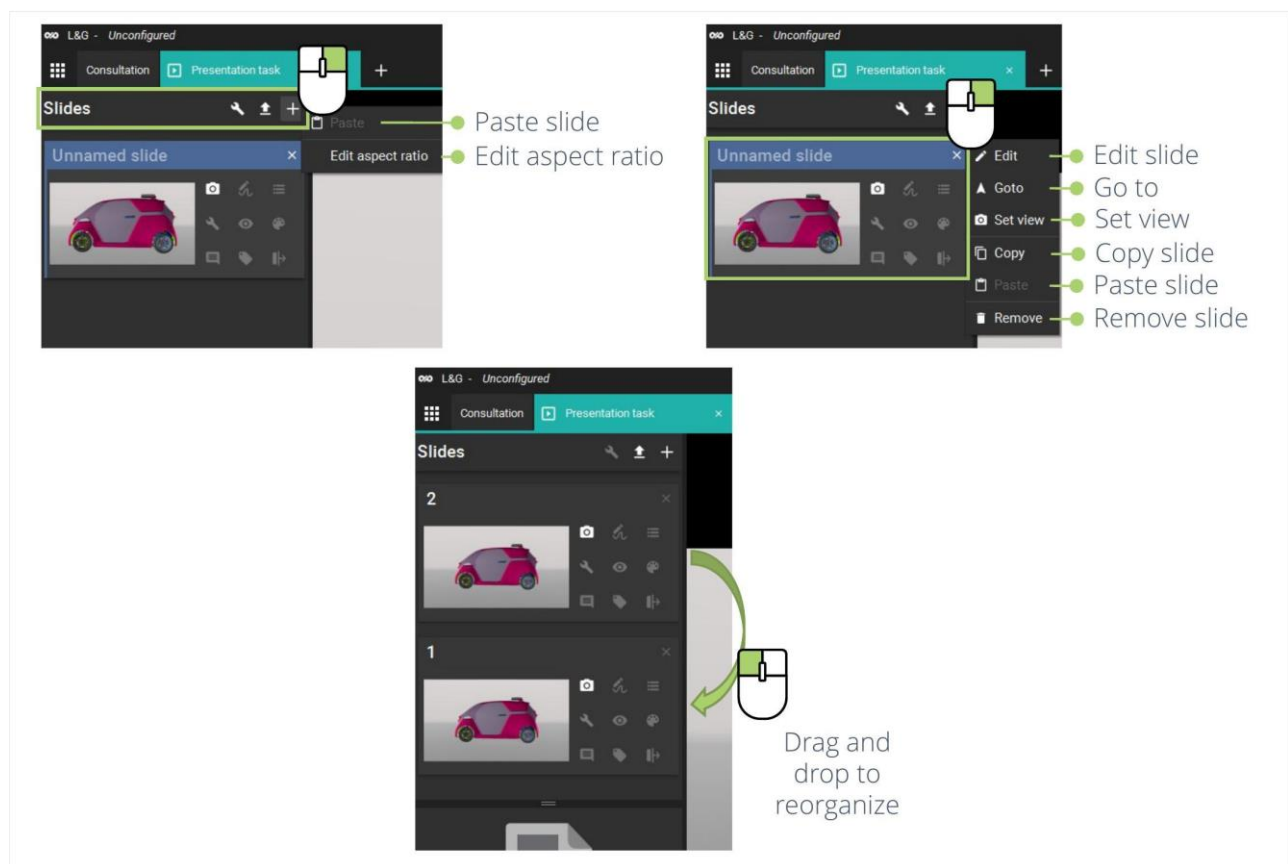 L&G - Unconfigured
Consultation
Presentation task
Slides
Paste
Edit aspect ratio
Unnamed slide
Paste slide
Edit aspect ratio
L&G - Unconfigured
Consultation
Presentation task
Slides
Unnamed slide
Edit
Goto
Set view
Copy
Paste
Remove
Edit slide
Go to
Set view
Copy slide
Paste slide
Remove slide
L&G - Unconfigured
Consultation
Presentation task
Slides
2
1
Drag and
drop to
reorganize